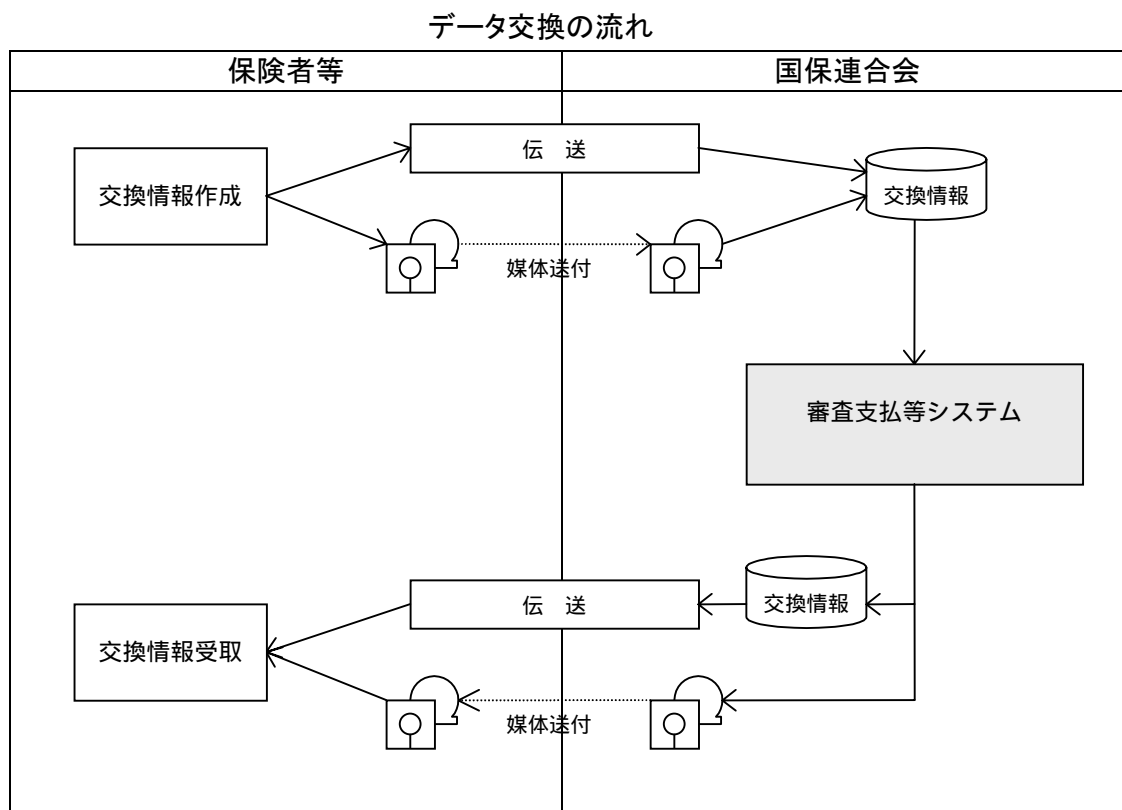 データ交換の流れ
保険者等
国保連合会
伝　送
交換情報作成
交換情報
媒体送付
審査支払等システム
伝　送
交換情報
交換情報受取
媒体送付